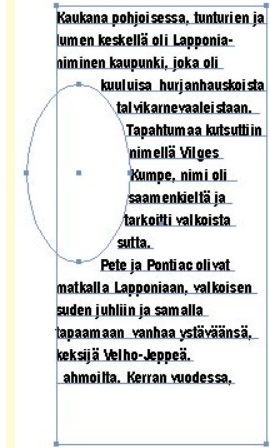 Kaukana pohjoisessa, tunturien ja
lumen keskellä oli Lapponia-
niminen kaupunki, joka oli
kuuluisa hurjanhauskoista
talvikarnevaaleistaan.
Tapahtumaa kutsuttiin
nimellä Vilges
Kumpe, nimi oli
saamenkieltä ja
tarkoitti valkoista
sutta.
Pete ja Pontiac olivat
matkalla Lapponiaan, valkoisen
suden juhliin ja samalla
tapaamaan vanhaa ystäväänsä,
keksijä Velho-Jeppeä.
ahmoilta. Kerran vuodessa,